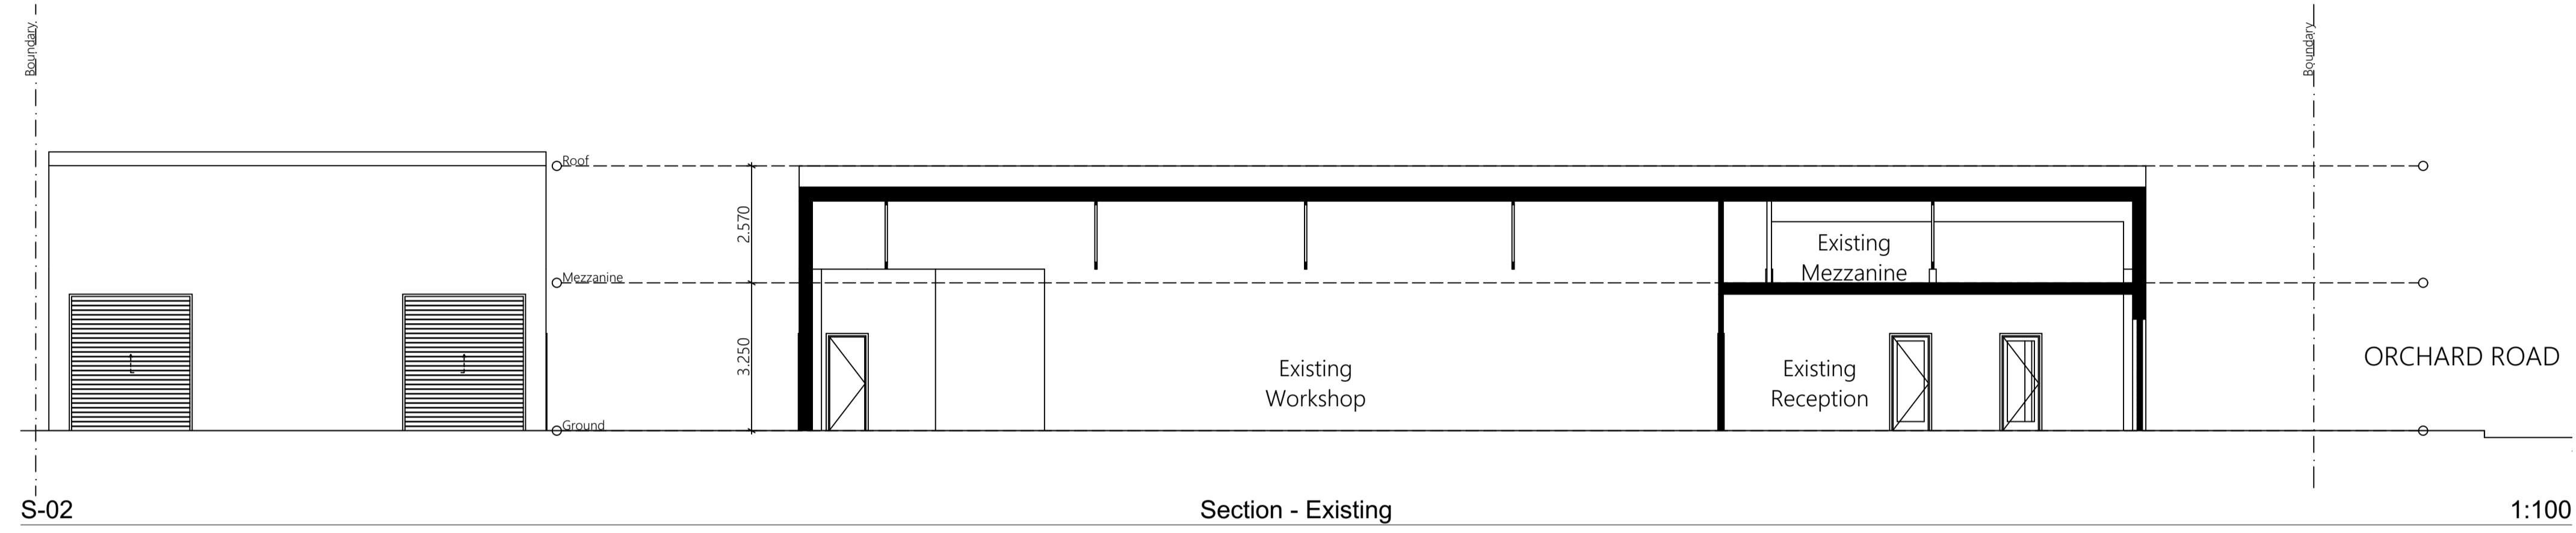 Boundary
Boundary
Roof
2.570
Existing
Mezzanine
Mezzanine
3.250
ORCHARD ROAD
Existing
Workshop
Existing
Reception
Ground
S-02
Section - Existing
1:100